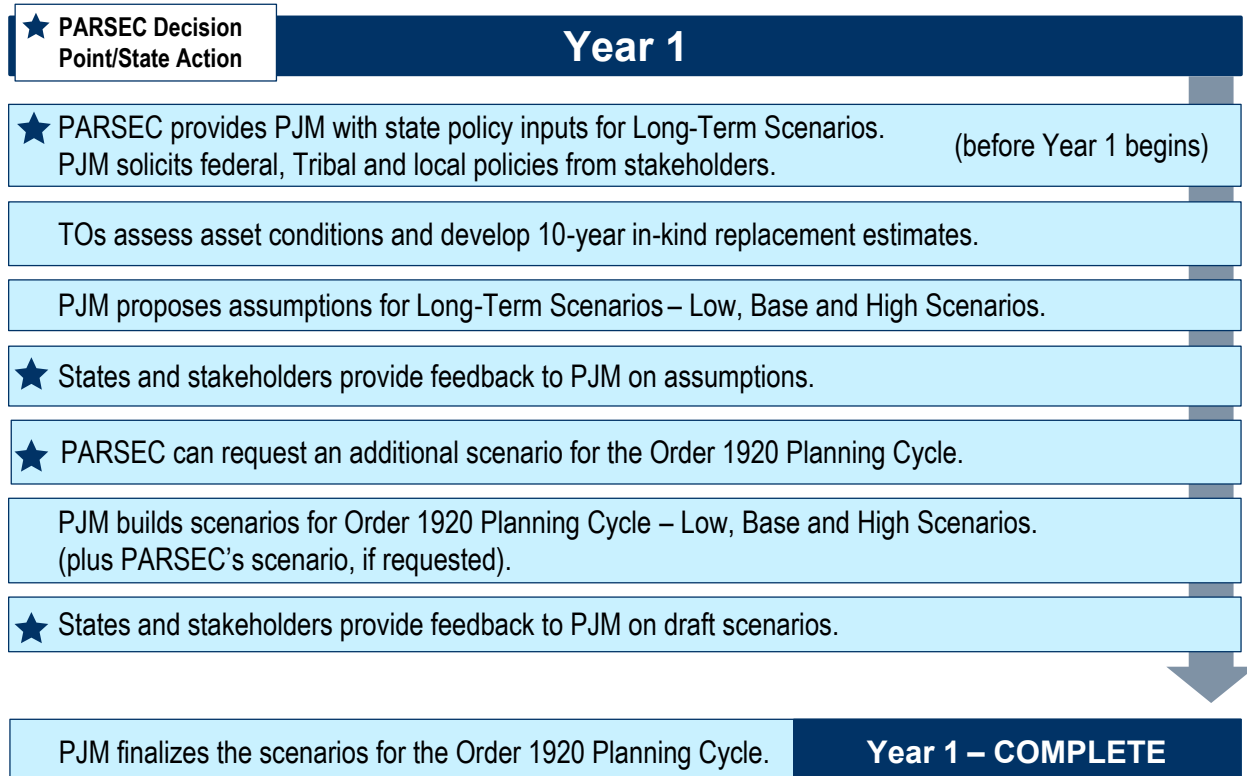 PARSEC Decision
Point/State Action
Year 1
PARSEC provides PJM with state policy inputs for Long-Term Scenarios.
PJM solicits federal, Tribal and local policies from stakeholders.
(before Year 1 begins)
TOs assess asset conditions and develop 10-year in-kind replacement estimates.
PJM proposes assumptions for Long-Term Scenarios – Low, Base and High Scenarios.
States and stakeholders provide feedback to PJM on assumptions.
PARSEC can request an additional scenario for the Order 1920 Planning Cycle.
PJM builds scenarios for Order 1920 Planning Cycle – Low, Base and High Scenarios.
(plus PARSEC’s scenario, if requested).
States and stakeholders provide feedback to PJM on draft scenarios.
PJM finalizes the scenarios for the Order 1920 Planning Cycle.
Year 1 – COMPLETE